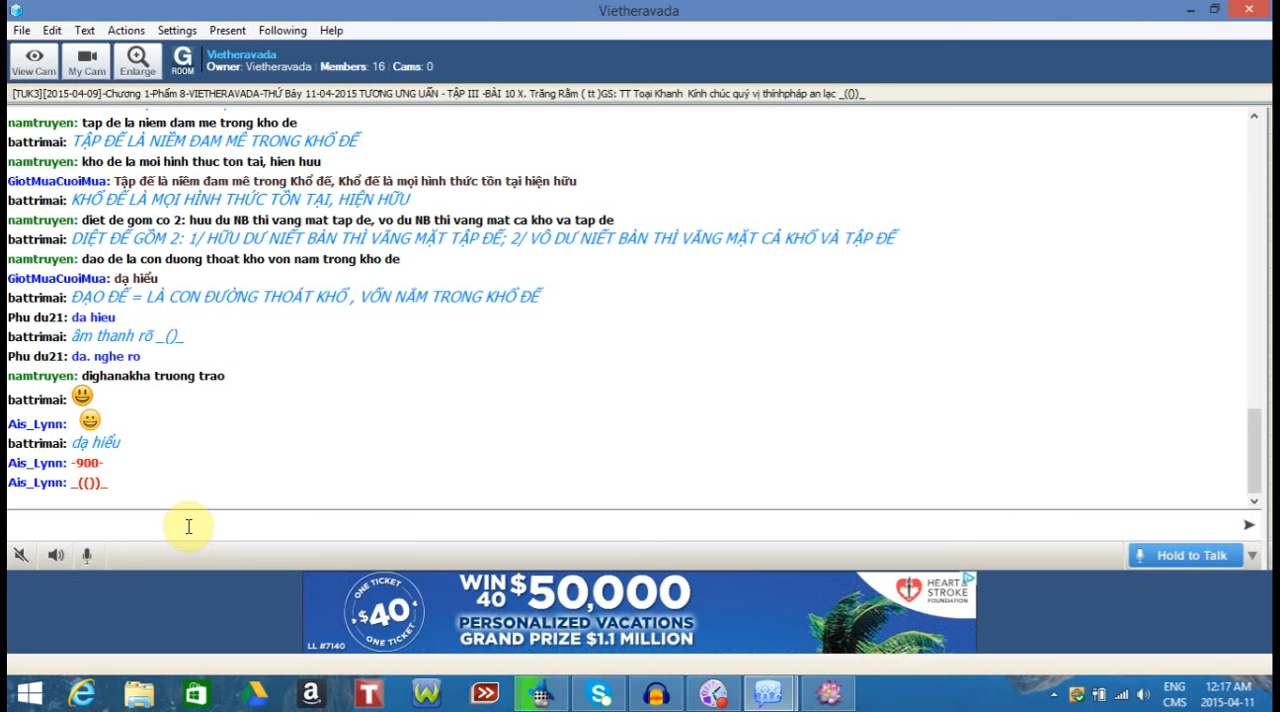 Vietheravada
File Edit Text Actions Settings Present Following Help
View Cam My Cam Enlarge G ROOM
Vietheravada
Owner: Vietheravada | Members: 16 | Cams: 0
[TUK3][2015-04-09]-Chương 1-Phẩm 8-VIETHERAVADA-THỨ Bảy 11-04-2015 TƯƠNG ƯNG UẨN - TẬP III -BÀI 10 X. Trăng Rằm ( tt )GS: TT Toại Khanh Kính chúc quý vị thínhpháp an lạc _(())_
namtruyen: tap de la niem dam me trong kho de
battrimai: TẬP ĐẾ LÀ NIỀM ĐAM MÊ TRONG KHỔ ĐẾ
namtruyen: kho de la moi hinh thuc ton tai, hien huu
GiotMuaCuoiMua: Tập đế là niềm đam mê trong Khổ đế, Khổ đế là mọi hình thức tồn tại hiện hữu
battrimai: KHỔ ĐẾ LÀ MỌI HÌNH THỨC TỒN TẠI, HIỆN HỮU
namtruyen: diet de gom co 2: huu du NB thi vang mat tap de, vo du NB thi vang mat ca kho va tap de
battrimai: DIỆT ĐẾ GỒM 2: 1/ HỮU DƯ NIẾT BÀN THÌ VẮNG MẶT TẬP ĐẾ; 2/ VÔ DƯ NIẾT BÀN THÌ VẮNG MẶT CẢ KHỔ VÀ TẬP ĐẾ
namtruyen: dao de la con duong thoat kho von nam trong kho de
GiotMuaCuoiMua: dạ hiểu
battrimai: ĐẠO ĐẾ = LÀ CON ĐƯỜNG THOÁT KHỔ , VỐN NẰM TRONG KHỔ ĐẾ
Phu du21: da hieu
battrimai: âm thanh rõ _()_
Phu du21: da. nghe ro
namtruyen: dighanakha truong trao
battrimai:
Ais_Lynn:
battrimai: dạ hiểu
Ais_Lynn: -900-
Ais_Lynn: _(())_
Hold to Talk
ONE TICKET $40 ONE TICKET
LL #7140
WIN 40 $50,000
PERSONALIZED VACATIONS
GRAND PRIZE $1.1 MILLION
HEART & STROKE FOUNDATION
ENG 12:17 AM
CMS 2015-04-11